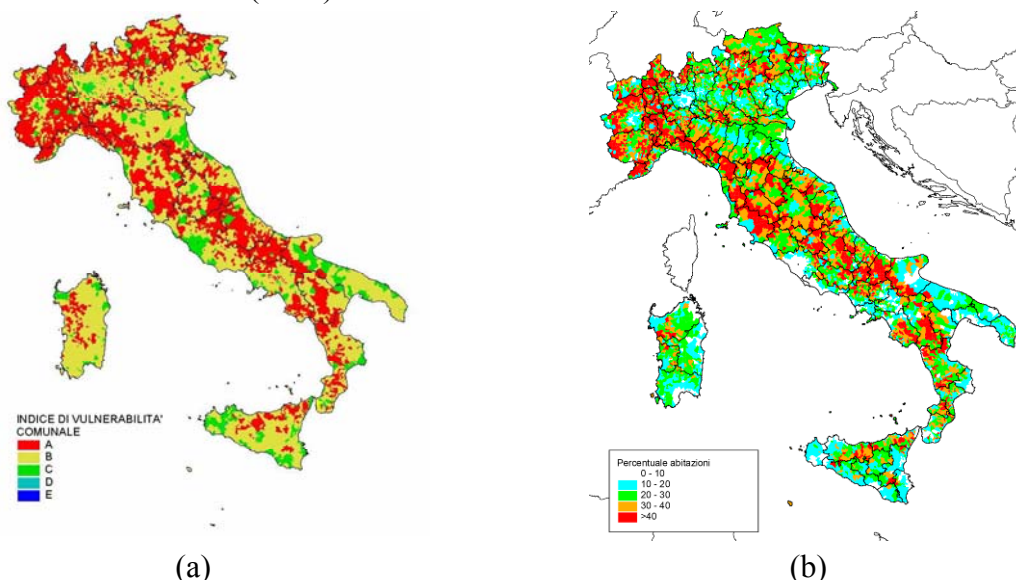 INDICE DI VULNERABILITA'
COMUNALE
A
B
C
D
E
Percentuale abitazioni
0 - 10
10 - 20
20 - 30
30 - 40
>40
(a)
(b)